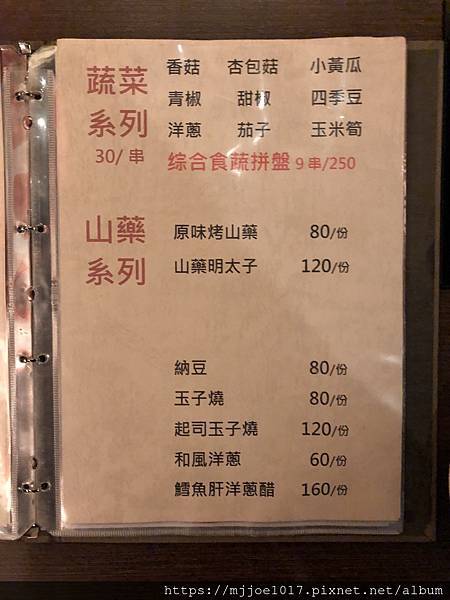 蔬菜
系列
30/ 串
香菇 杏包菇 小黃瓜
青椒 甜椒 四季豆
洋蔥 茄子 玉米筍
综合食蔬拼盤 9 串/250
山藥
系列
原味烤山藥 80/份
山藥明太子 120/份
納豆 80/份
玉子燒 80/份
起司玉子燒 120/份
和風洋蔥 60/份
鱈魚肝洋蔥醋 160/份
https://mjjoe1017.pixnet.net/album